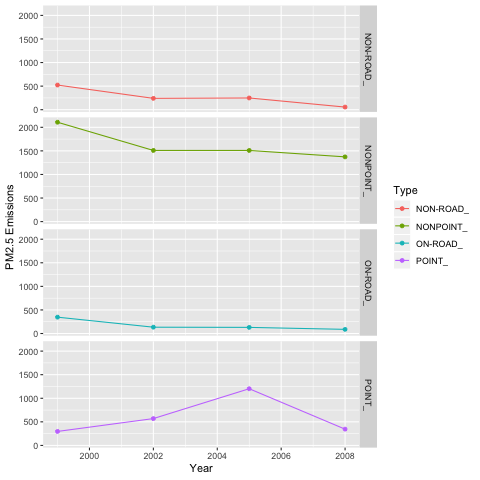 2000
1500
1000
500
0
NON-ROAD_
2000
1500
1000
500
0
NONPOINT_
2000
1500
1000
500
0
ON-ROAD_
2000
1500
1000
500
0
POINT_
2000
2002
2004
2006
2008
Year
PM2.5 Emissions
Type
NON-ROAD_
NONPOINT_
ON-ROAD_
POINT_